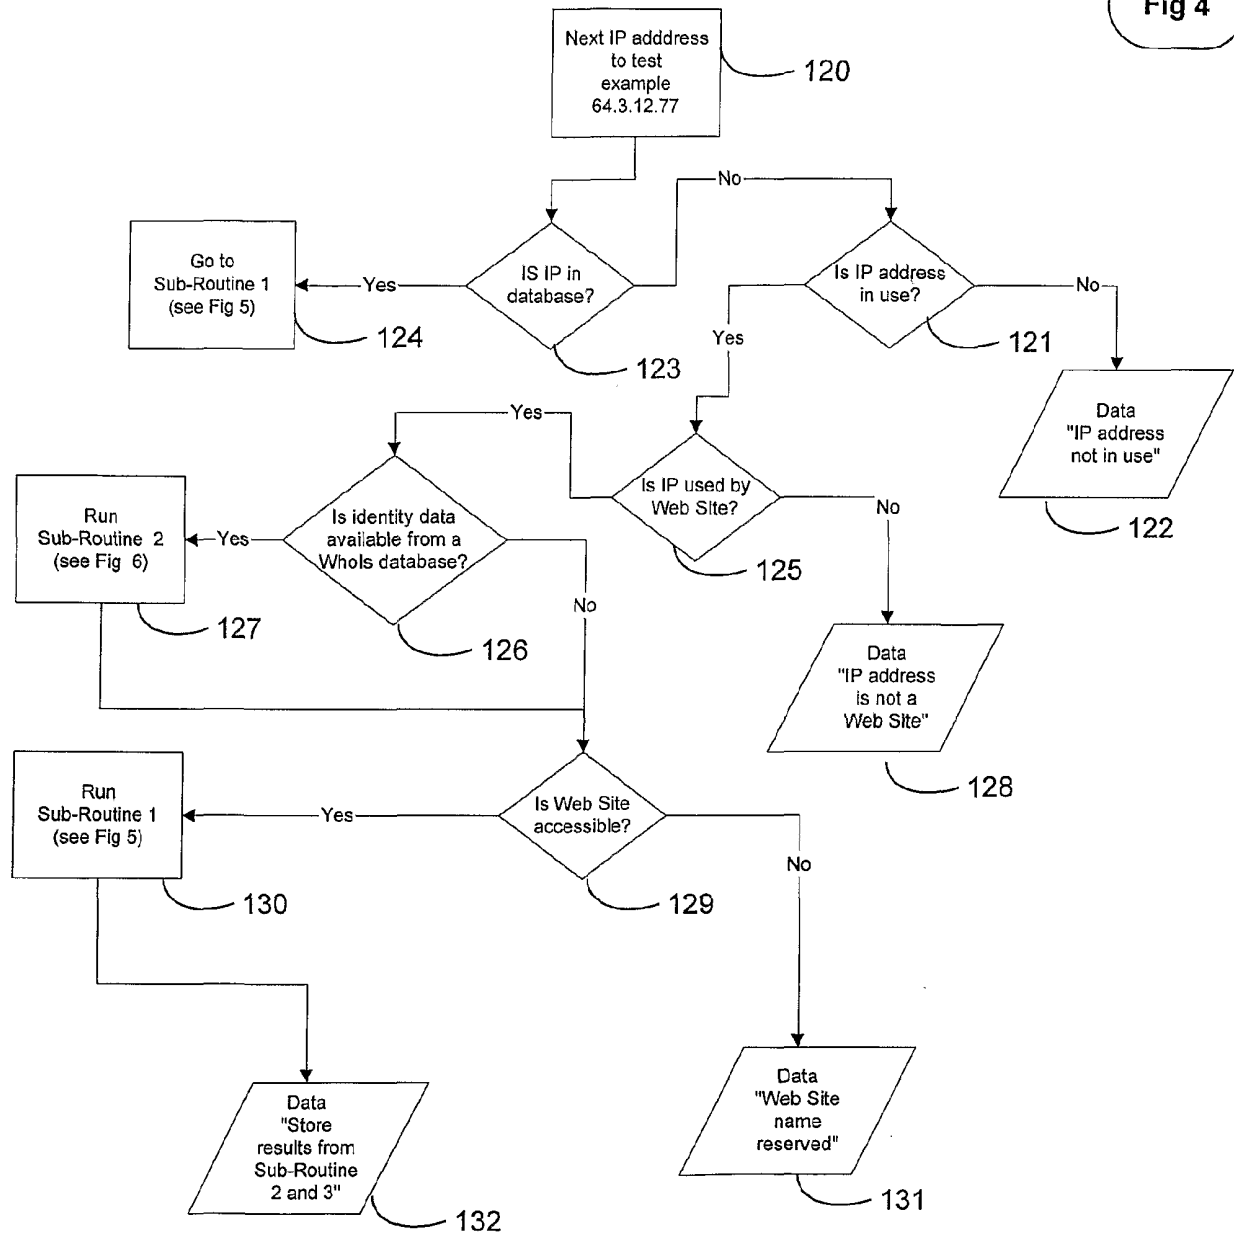 Fig 4
Next IP adddress
to test
example
64.3.12.77
120
No
Go to
Sub-Routine 1
(see Fig 5)
Yes
IS IP in
database?
Is IP address
in use?
No
124
123
Yes
121
Data
"IP address
not in use"
122
Yes
Is IP used by
Web Site?
No
Run
Sub-Routine 2
(see Fig 6)
Yes
Is identity data
available from a
WhoIs database?
125
No
127
126
Data
"IP address
is not a
Web Site"
128
Run
Sub-Routine 1
(see Fig 5)
Yes
Is Web Site
accessible?
No
130
129
Data
"Web Site
name
reserved"
131
Data
"Store
results from
Sub-Routine
2 and 3"
132